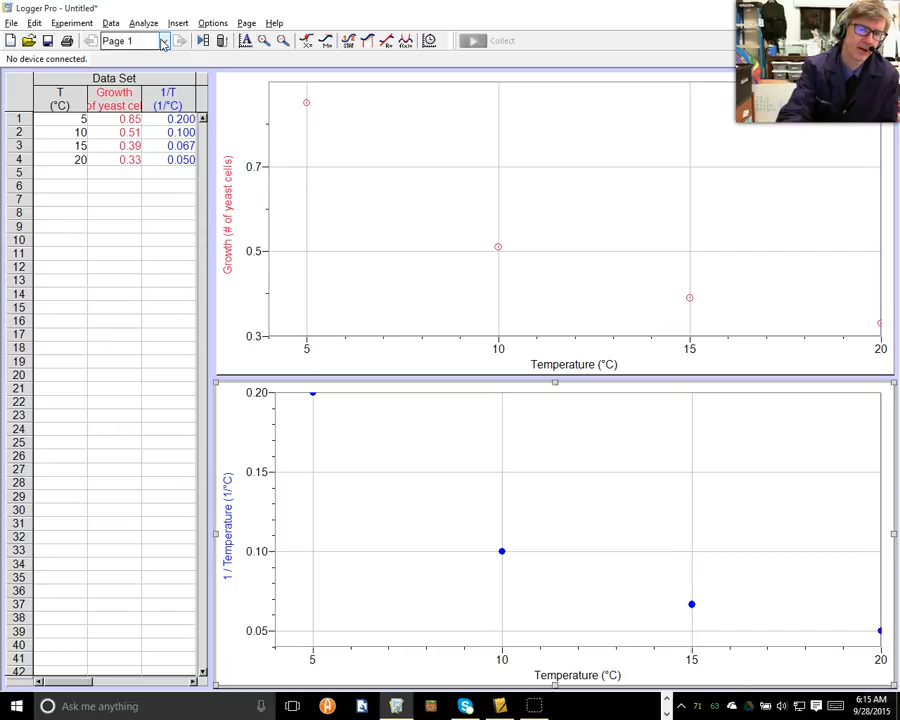 Logger Pro - Untitled*
File Edit Experiment Data Analyze Insert Options Page Help
Page 1
Collect
No device connected.
Data Set
T Growth 1/T
(°C) of yeast cel (1/°C)
1 5 0.85 0.200
2 10 0.51 0.100
3 15 0.39 0.067
4 20 0.33 0.050
5
6
7
8
9
10
11
12
13
14
15
16
17
18
19
20
21
22
23
24
25
26
27
28
29
30
31
32
33
34
35
36
37
38
39
40
41
42
Growth (# of yeast cells)
0.7
0.5
0.3
5 10 15 20
Temperature (°C)
1 / Temperature (1/°C)
0.20
0.15
0.10
0.05
5 10 15 20
Temperature (°C)
Ask me anything
71 63
6:15 AM
9/28/2015